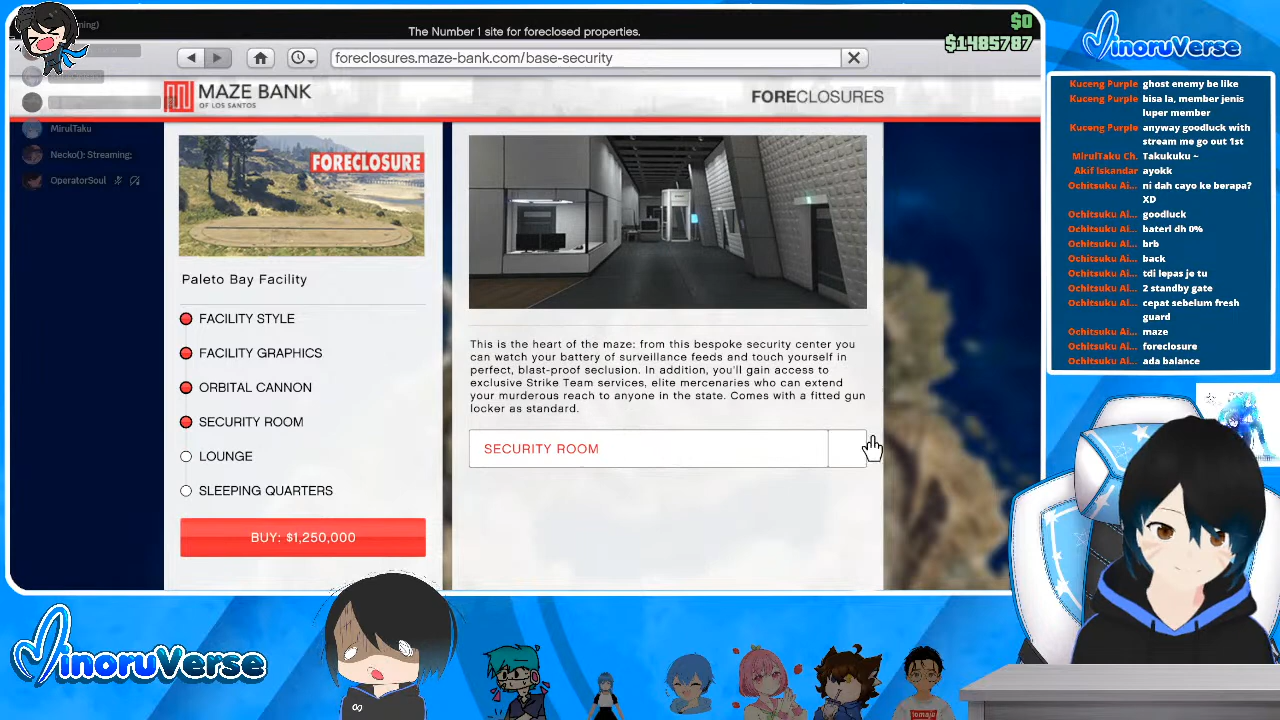 The Number 1 site for foreclosed properties.
$0
$1485787
foreclosures.maze-bank.com/base-security
MAZE BANK
OF LOS SANTOS
FORECLOSURES
MirulTaku
Necko(): Streaming:
OperatorSoul
FORECLOSURE
Paleto Bay Facility
FACILITY STYLE
FACILITY GRAPHICS
ORBITAL CANNON
SECURITY ROOM
LOUNGE
SLEEPING QUARTERS
BUY: $1,250,000
This is the heart of the maze: from this bespoke security center you
can watch your battery of surveillance feeds and touch yourself in
perfect, blast-proof seclusion. In addition, you'll gain access to
exclusive Strike Team services, elite mercenaries who can extend
your murderous reach to anyone in the state. Comes with a fitted gun
locker as standard.
SECURITY ROOM
MinoruVerse
Kuceng Purple ghost enemy be like
Kuceng Purple bisa la, member jenis
luper member
Kuceng Purple anyway goodluck with
stream me go out 1st
MirulTaku Ch. Takukuku ~
Akif Iskandar ayokk
Ochitsuku Ai... ni dah cayo ke berapa?
XD
Ochitsuku Ai... goodluck
Ochitsuku Ai... bateri dh 0%
Ochitsuku Ai... brb
Ochitsuku Ai... back
Ochitsuku Ai... tdi lepas je tu
Ochitsuku Ai... 2 standby gate
Ochitsuku Ai... cepat sebelum fresh
guard
Ochitsuku Ai... maze
Ochitsuku Ai... foreclosure
Ochitsuku Ai... ada balance
MinoruVerse